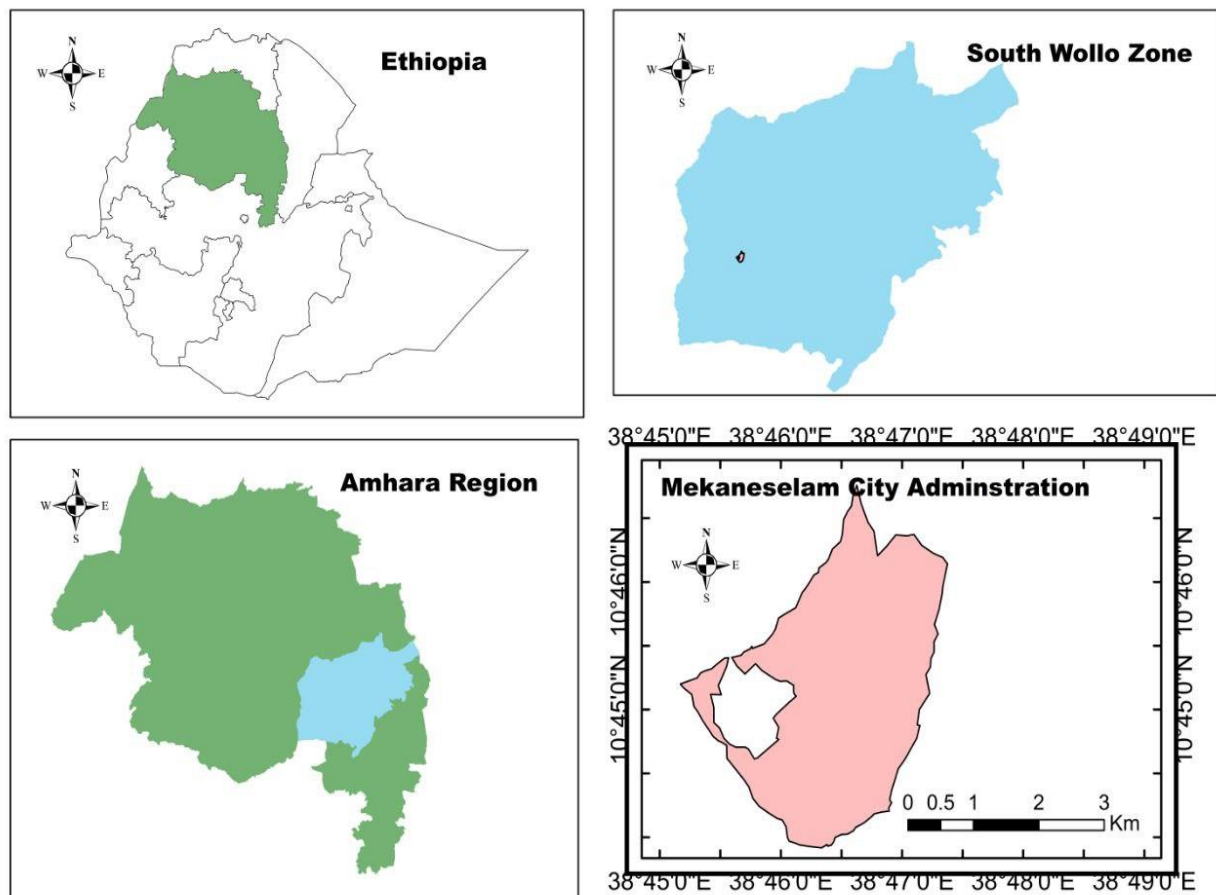 Ethiopia
N
W E
S
South Wollo Zone
N
W E
S
Amhara Region
N
W E
S
38°45'0"E 38°46'0"E 38°47'0"E 38°48'0"E 38°49'0"E
Mekaneselam City Adminstration
N
W E
S
10°46'0"N 10°46'0"N
10°45'0"N 10°45'0"N
0 0.5 1 2 3
Km
38°45'0"E 38°46'0"E 38°47'0"E 38°48'0"E 38°49'0"E